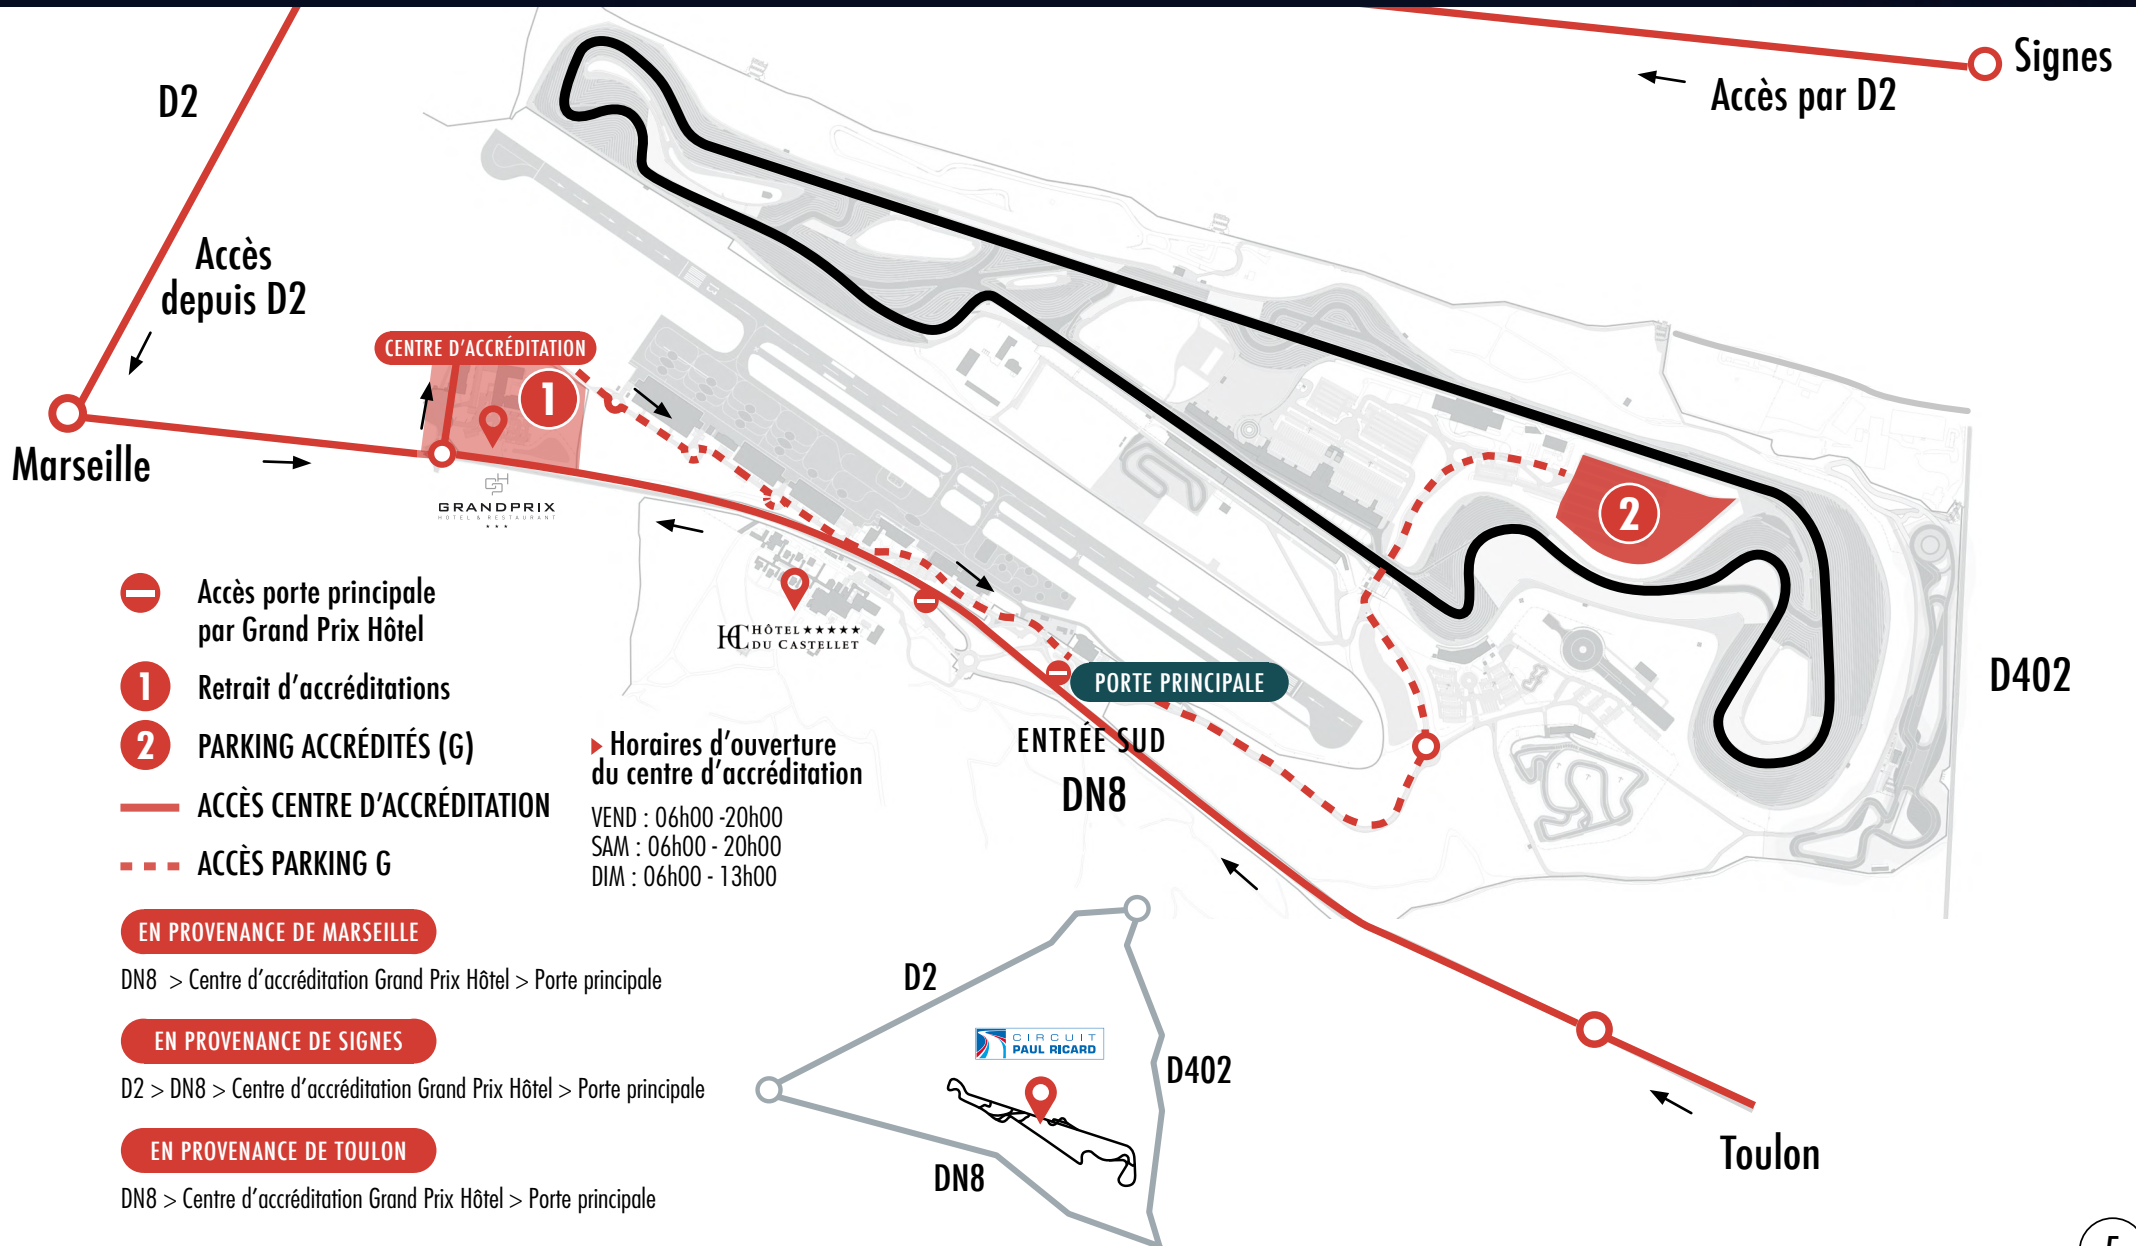 Signes
Accès par D2
D2
Accès
depuis D2
CENTRE D'ACCRÉDITATION
1
Marseille
GRANDPRIX
HOTEL & RESTAURANT
2
HC HÔTEL ★★★★★
DU CASTELLET
PORTE PRINCIPALE
D402
ENTRÉE SUD
DN8
Accès porte principale
par Grand Prix Hôtel
1 Retrait d'accréditations
2 PARKING ACCRÉDITÉS (G)
ACCÈS CENTRE D'ACCRÉDITATION
ACCÈS PARKING G
Horaires d'ouverture
du centre d'accréditation
VEND : 06h00 -20h00
SAM : 06h00 - 20h00
DIM : 06h00 - 13h00
EN PROVENANCE DE MARSEILLE
DN8 > Centre d'accréditation Grand Prix Hôtel > Porte principale
EN PROVENANCE DE SIGNES
D2 > DN8 > Centre d'accréditation Grand Prix Hôtel > Porte principale
EN PROVENANCE DE TOULON
DN8 > Centre d'accréditation Grand Prix Hôtel > Porte principale
D2
CIRCUIT
PAUL RICARD
D402
DN8
Toulon